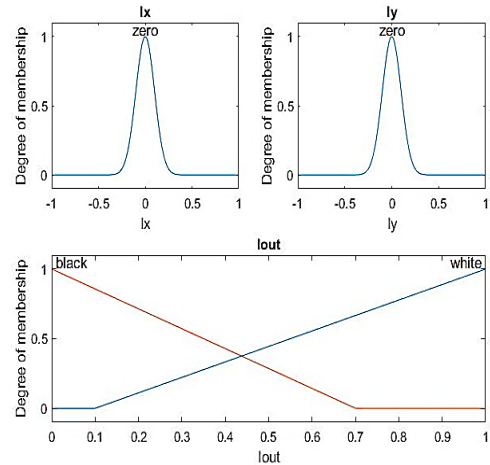 Ix
Iy
zero
zero
Degree of membership
Degree of membership
1
0.5
0
1
0.5
0
-1
-0.5
0
0.5
1
-1
-0.5
0
0.5
1
Ix
Iy
Iout
black
white
Degree of membership
1
0.5
0
0
0.1
0.2
0.3
0.4
0.5
0.6
0.7
0.8
0.9
1
Iout